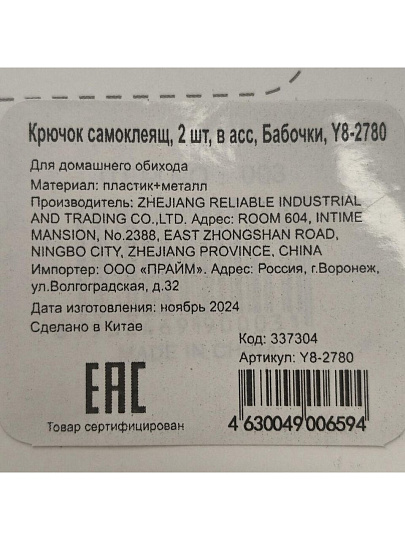 Крючок самоклеящ, 2 шт, в асс, Бабочки, Y8-2780
Для домашнего обихода
Материал: пластик+металл
Производитель: ZHEJIANG RELIABLE INDUSTRIAL
AND TRADING CO.,LTD. Адрес: ROOM 604, INTIME
MANSION, No.2388, EAST ZHONGSHAN ROAD,
NINGBO CITY, ZHEJIANG PROVINCE, CHINA
Импортер: ООО «ПРАЙМ». Адрес: Россия, г.Воронеж,
ул.Волгоградская, д.32
Дата изготовления: ноябрь 2024
Сделано в Китае
Код: 337304
Артикул: Y8-2780
EAC
Товар сертифицирован
4 630049 006594